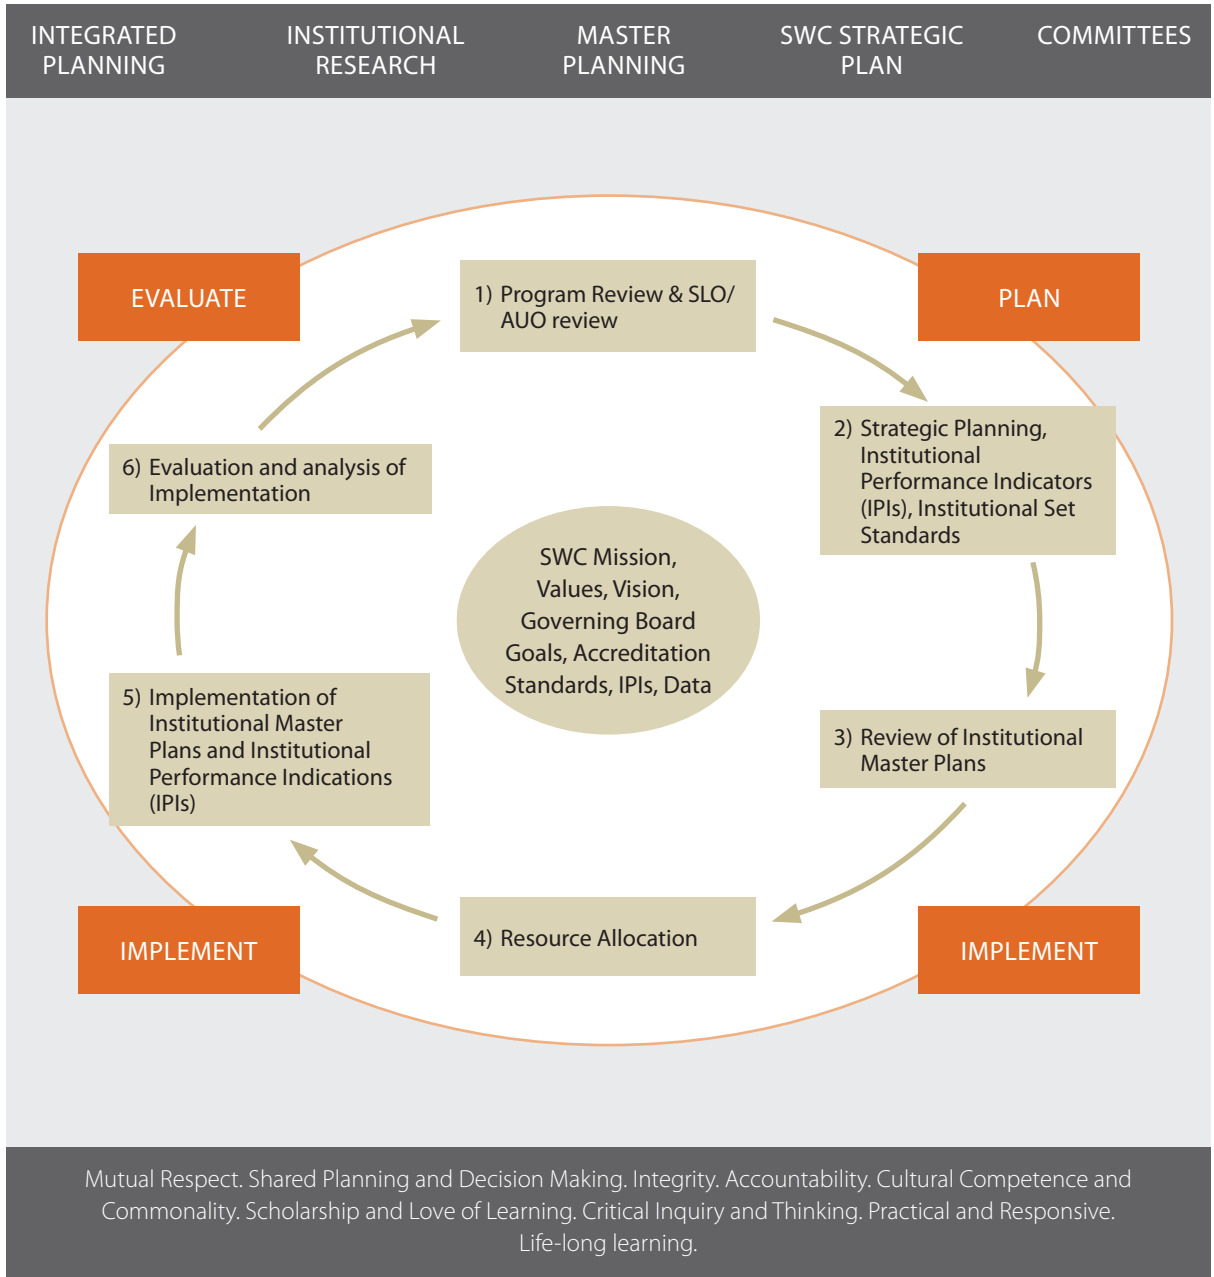 INTEGRATED
PLANNING
INSTITUTIONAL
RESEARCH
MASTER
PLANNING
SWC STRATEGIC
PLAN
COMMITTEES
EVALUATE
1) Program Review & SLO/
AUO review
PLAN
2) Strategic Planning,
Institutional
Performance Indicators
(IPIs), Institutional Set
Standards
6) Evaluation and analysis of
Implementation
SWC Mission,
Values, Vision,
Governing Board
Goals, Accreditation
Standards, IPIs, Data
5) Implementation of
Institutional Master
Plans and Institutional
Performance Indications
(IPIs)
3) Review of Institutional
Master Plans
IMPLEMENT
4) Resource Allocation
IMPLEMENT
Mutual Respect. Shared Planning and Decision Making. Integrity. Accountability. Cultural Competence and
Commonality. Scholarship and Love of Learning. Critical Inquiry and Thinking. Practical and Responsive.
Life-long learning.